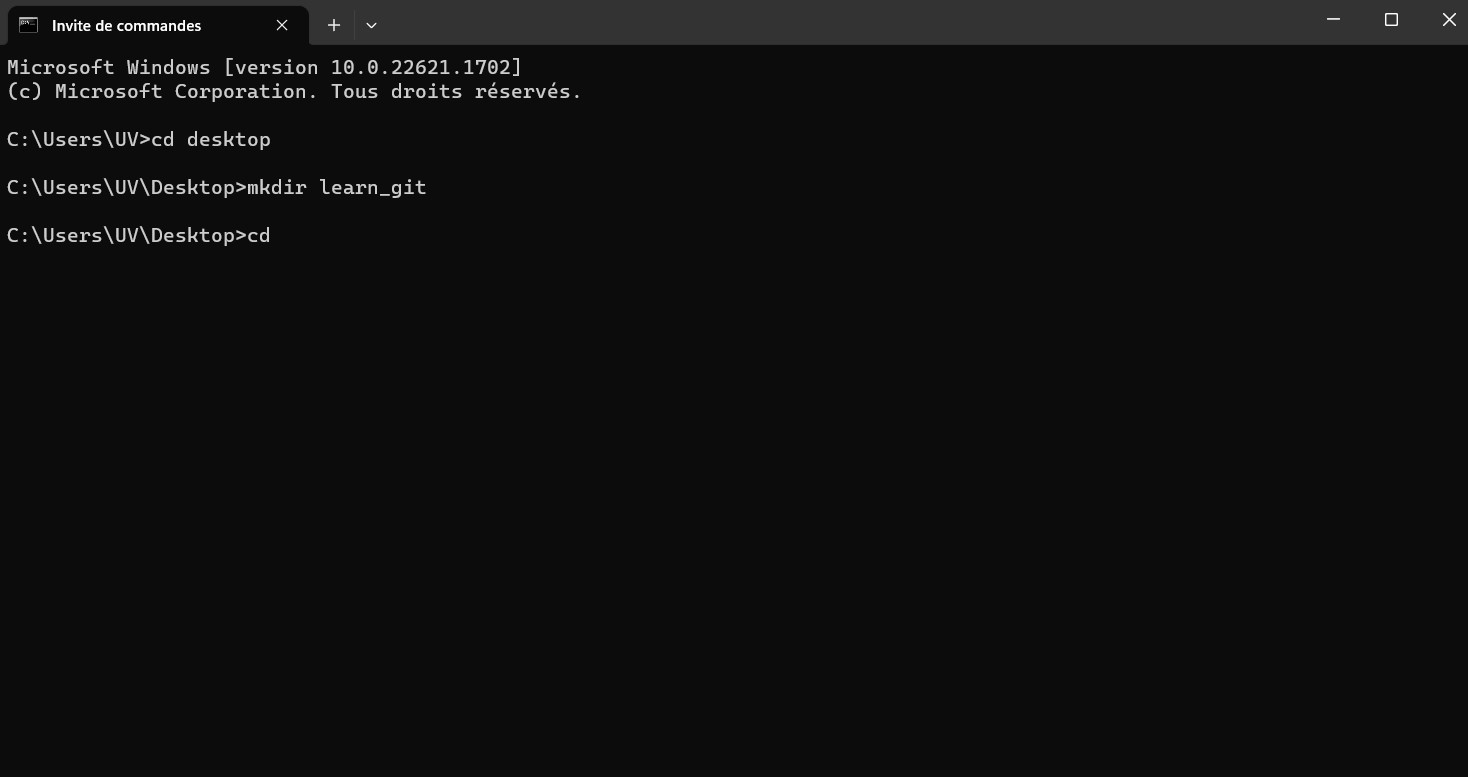 Invite de commandes
Microsoft Windows [version 10.0.22621.1702]
(c) Microsoft Corporation. Tous droits réservés.
C:\Users\UV>cd desktop
C:\Users\UV\Desktop>mkdir learn_git
C:\Users\UV\Desktop>cd